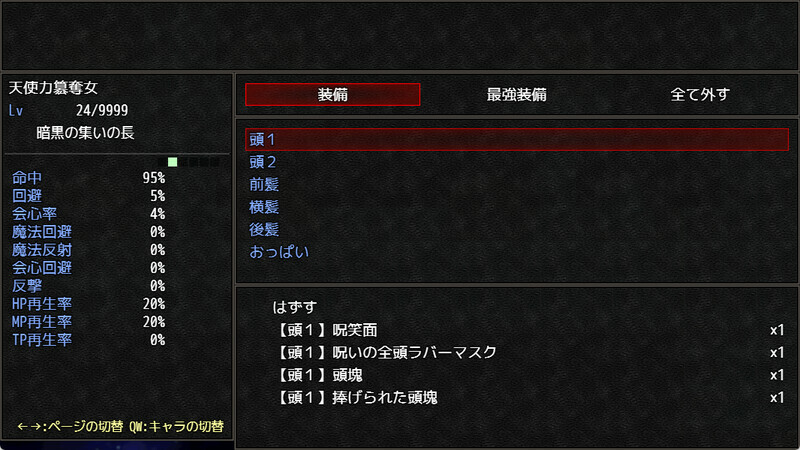 天使力簒奪女
Lv 24/9999
暗黒の集いの長
命中 95%
回避 5%
会心率 4%
魔法回避 0%
魔法反射 0%
会心回避 0%
反撃 0%
HP再生率 20%
MP再生率 20%
TP再生率 0%
←→:ページの切替 QW:キャラの切替
装備 最強装備 全て外す
頭1
頭2
前髪
横髪
後髪
おっぱい
はずす
【頭1】呪笑面 x1
【頭1】呪いの全頭ラバーマスク x1
【頭1】頭塊 x1
【頭1】捧げられた頭塊 x1